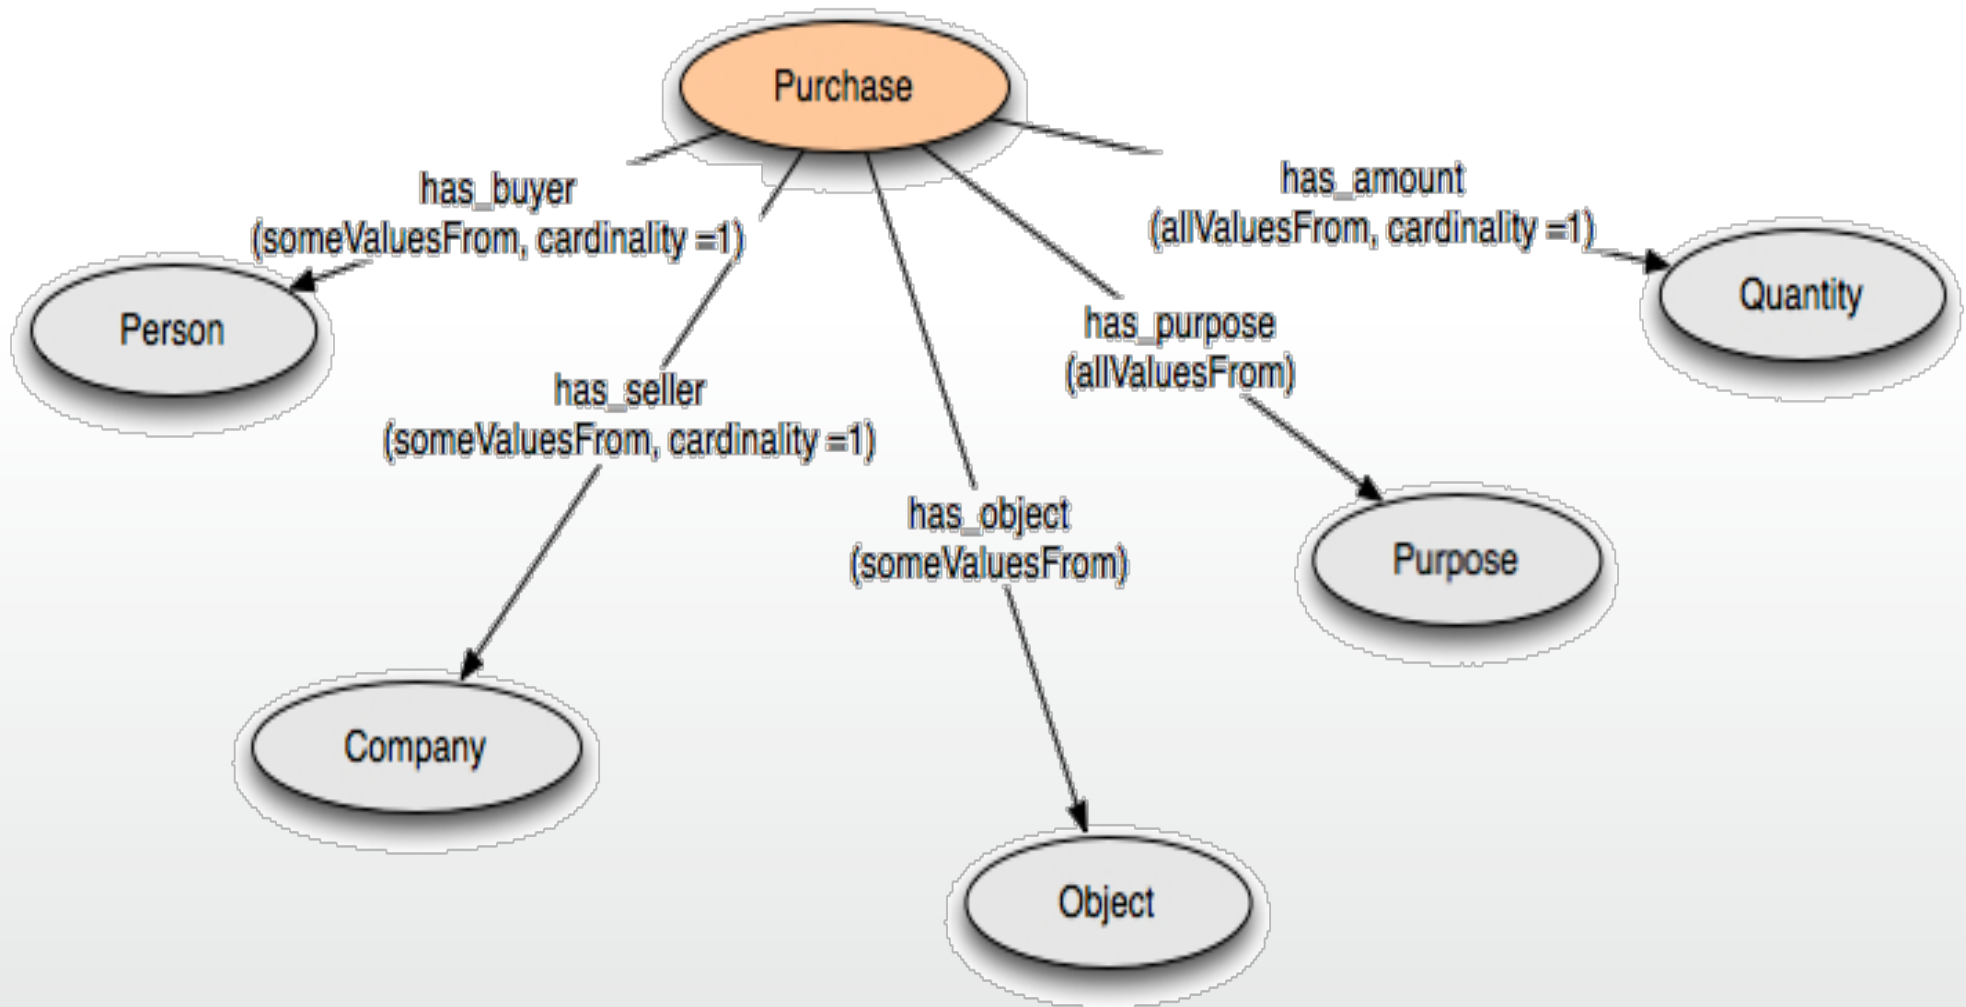 Purchase
has_buyer
(someValuesFrom, cardinality =1)
has_amount
(allValuesFrom, cardinality =1)
Person
Quantity
has_purpose
(allValuesFrom)
has_seller
(someValuesFrom, cardinality =1)
has_object
(someValuesFrom)
Purpose
Company
Object